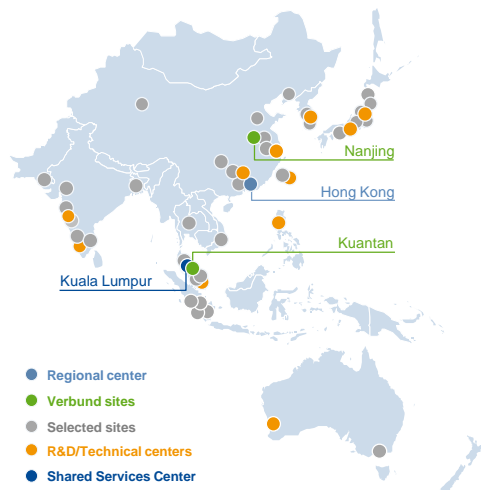 Nanjing
Hong Kong
Kuantan
Kuala Lumpur
Regional center
Verbund sites
Selected sites
R&D/Technical centers
Shared Services Center